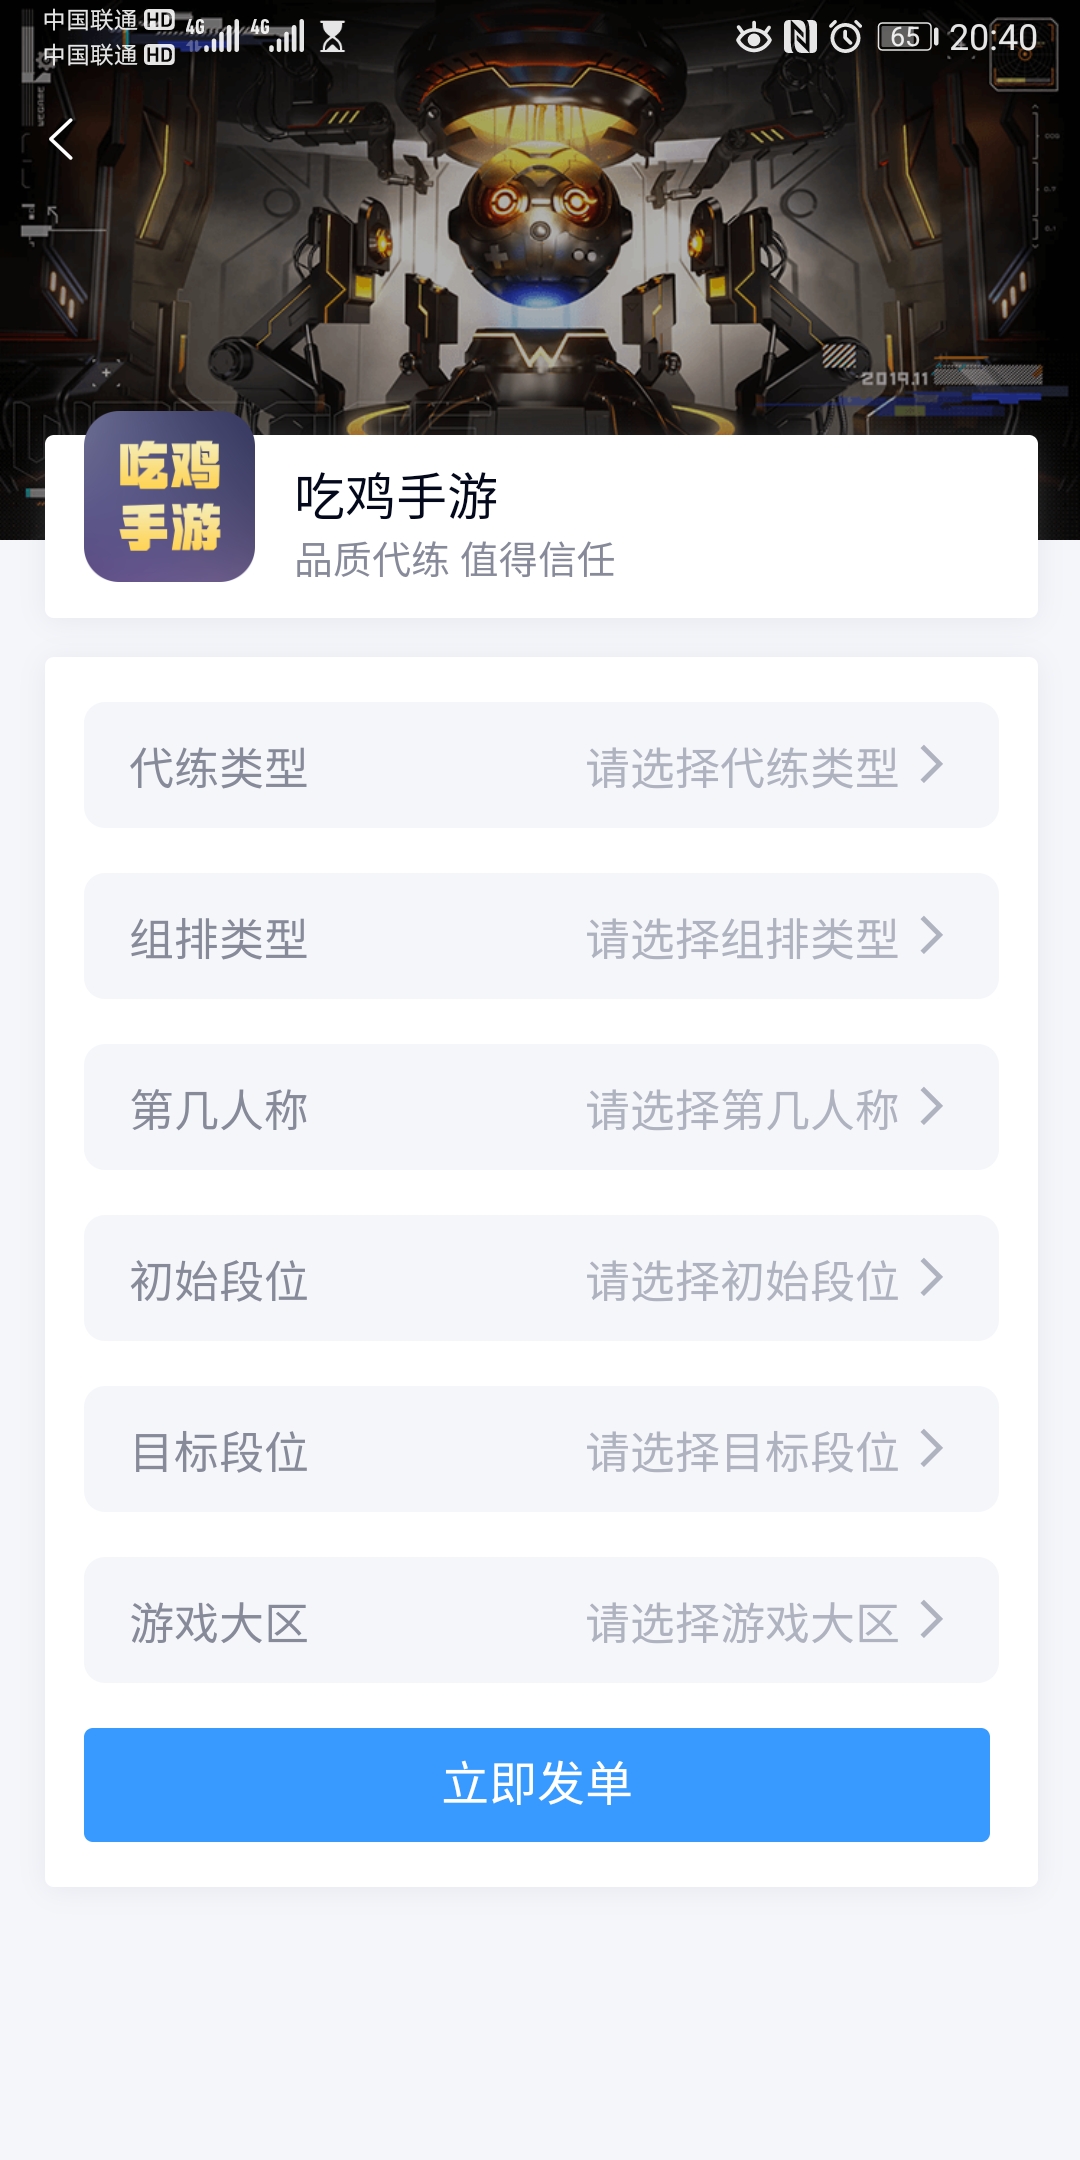 中国联通 HD 4G 4G 65 20:40
中国联通 HD
2019.11
吃鸡
手游
吃鸡手游
品质代练 值得信任
代练类型 请选择代练类型
组排类型 请选择组排类型
第几人称 请选择第几人称
初始段位 请选择初始段位
目标段位 请选择目标段位
游戏大区 请选择游戏大区
立即发单